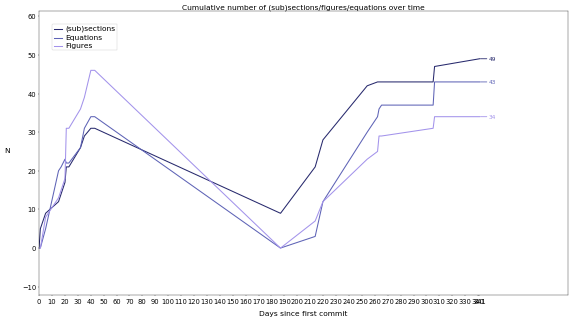 Cumulative number of (sub)sections/figures/equations over time
60
50
40
30
20
10
0
−10
N
(sub)sections
Equations
Figures
49
43
34
0 10 20 30 40 50 60 70 80 90 100 110 120 130 140 150 160 170 180 190 200 210 220 230 240 250 260 270 280 290 300 310 320 330 340 341
Days since first commit